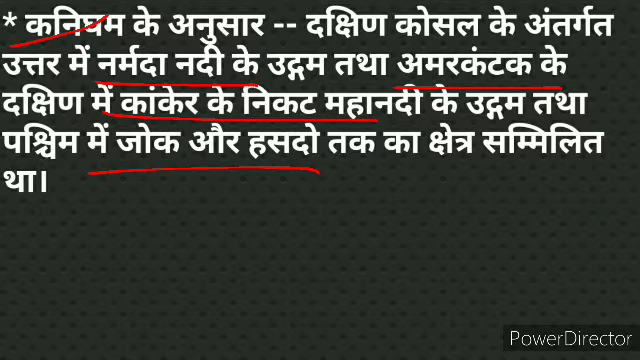 * कनिघम के अनुसार -- दक्षिण कोसल के अंतर्गत
उत्तर में नर्मदा नदी के उद्गम तथा अमरकंटक के
दक्षिण में कांकेर के निकट महानदी के उद्गम तथा
पश्चिम में जोक और हसदो तक का क्षेत्र सम्मिलित
था।
PowerDirector